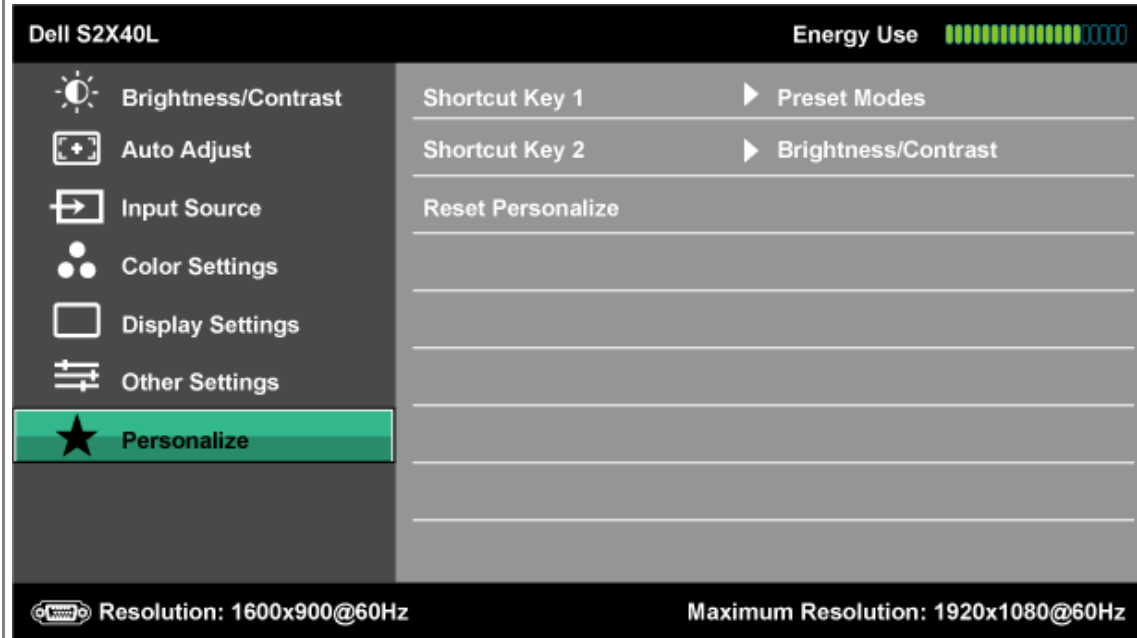 Dell S2X40L Energy Use
Brightness/Contrast
Auto Adjust
Input Source
Color Settings
Display Settings
Other Settings
Personalize
Shortcut Key 1 Preset Modes
Shortcut Key 2 Brightness/Contrast
Reset Personalize
Resolution: 1600x900@60Hz Maximum Resolution: 1920x1080@60Hz